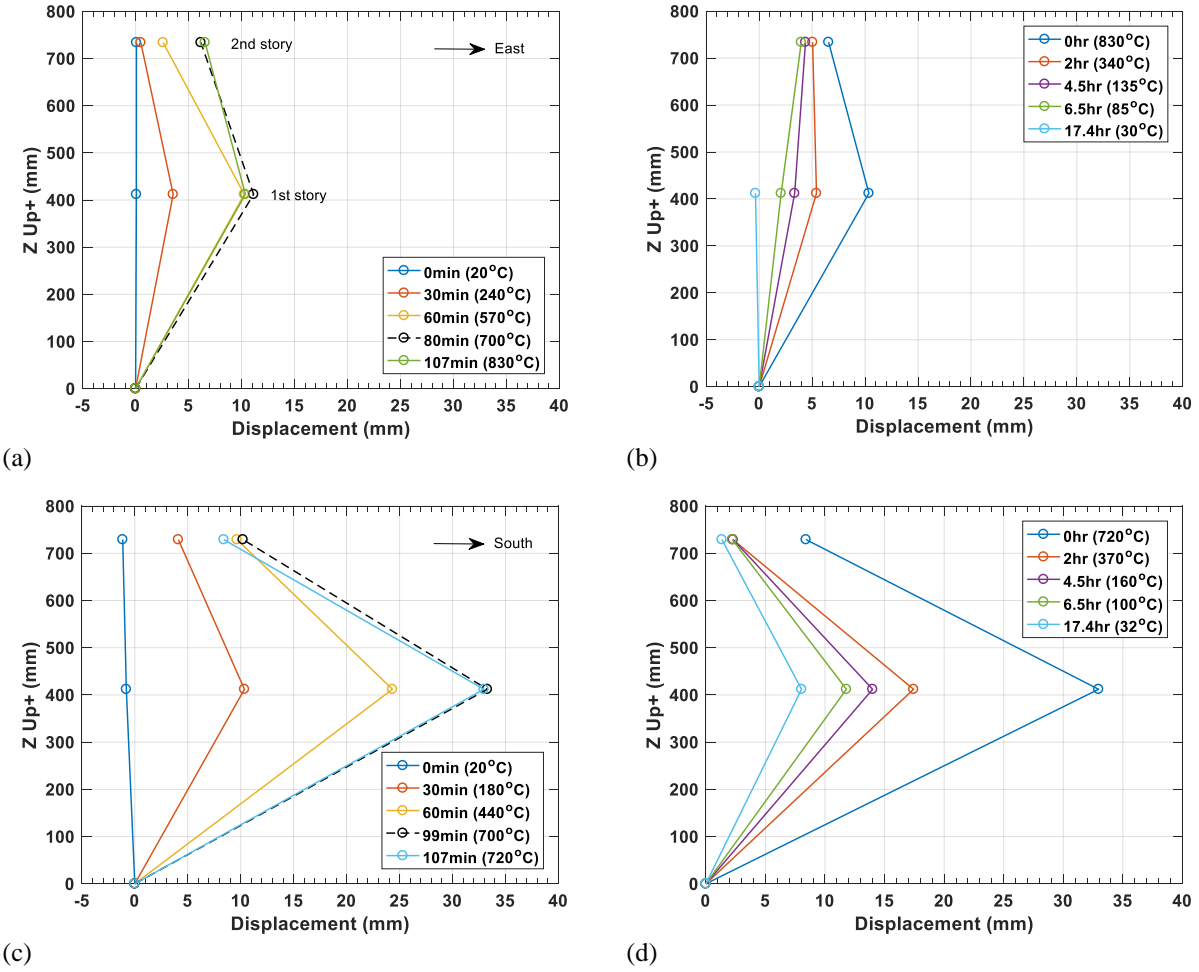 800
700
600
500
400
300
200
100
0
Z Up+ (mm)
2nd story
East
1st story
0min (20°C)
30min (240°C)
60min (570°C)
80min (700°C)
107min (830°C)
-5 0 5 10 15 20 25 30 35 40
Displacement (mm)
(a)
800
700
600
500
400
300
200
100
0
Z Up+ (mm)
0hr (830°C)
2hr (340°C)
4.5hr (135°C)
6.5hr (85°C)
17.4hr (30°C)
-5 0 5 10 15 20 25 30 35 40
Displacement (mm)
(b)
800
700
600
500
400
300
200
100
0
Z Up+ (mm)
South
0min (20°C)
30min (180°C)
60min (440°C)
99min (700°C)
107min (720°C)
-5 0 5 10 15 20 25 30 35 40
Displacement (mm)
(c)
800
700
600
500
400
300
200
100
0
Z Up+ (mm)
0hr (720°C)
2hr (370°C)
4.5hr (160°C)
6.5hr (100°C)
17.4hr (32°C)
0 5 10 15 20 25 30 35 40
Displacement (mm)
(d)